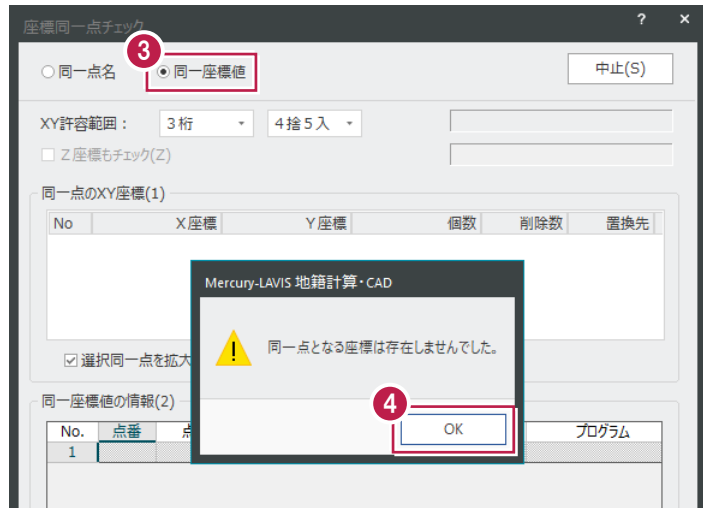 座標同一点チェック ? ×
3
同一点名 同一座標値 中止(S)
XY許容範囲： 3桁 4捨5入
Z座標もチェック(Z)
同一点のXY座標(1)
No X座標 Y座標 個数 削除数 置換先
Mercury-LAVIS 地籍計算・CAD
同一点となる座標は存在しませんでした。
選択同一点を拡大
4
OK
同一座標値の情報(2)
No. 点番 プログラム
1